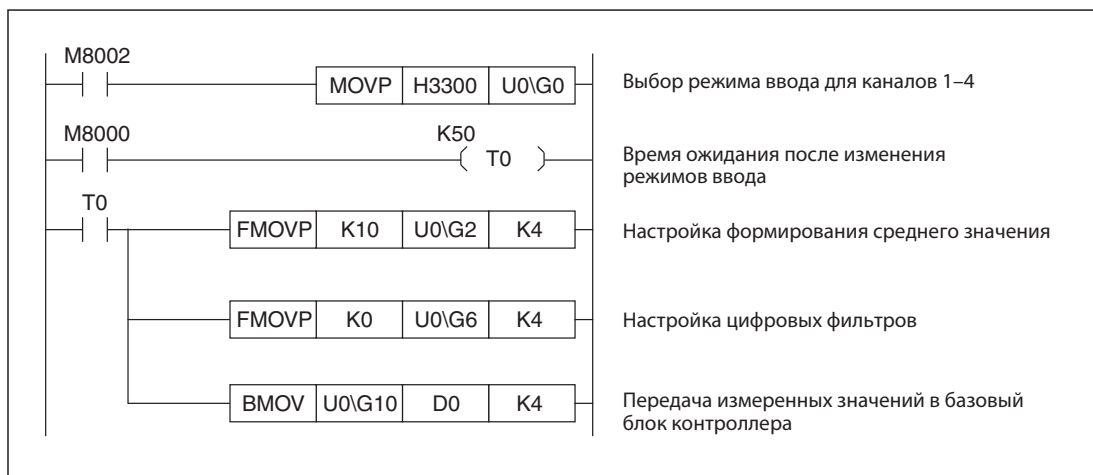 M8002
MOVP H3300 U0\G0
Выбор режима ввода для каналов 1–4
M8000
K50
T0
Время ожидания после изменения
режимов ввода
T0
FMOVP K10 U0\G2 K4
Настройка формирования среднего значения
FMOVP K0 U0\G6 K4
Настройка цифровых фильтров
BMOV U0\G10 D0 K4
Передача измеренных значений в базовый
блок контроллера